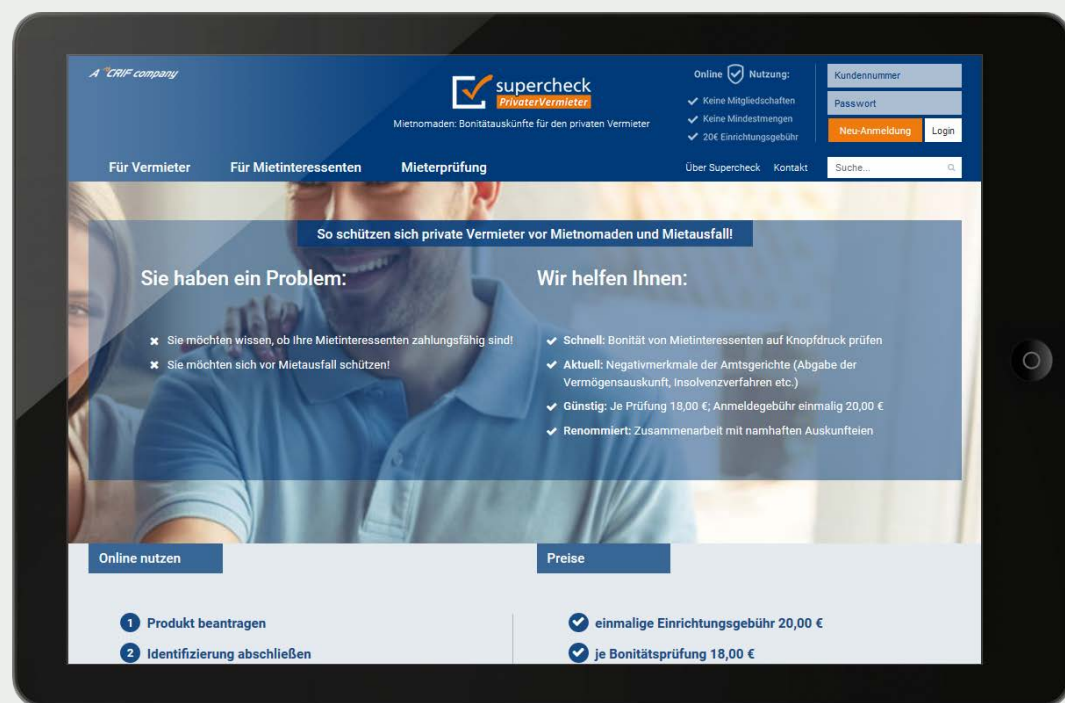 A CRIF company
supercheck
PrivaterVermieter
Mietnomaden: Bonitätauskünfte für den privaten Vermieter
Online Nutzung:
Keine Mitgliedschaften
Keine Mindestmengen
20€ Einrichtungsgebühr
Kundennummer
Passwort
Neu-Anmeldung Login
Für Vermieter Für Mietinteressenten Mieterprüfung
Über Supercheck Kontakt Suche...
So schützen sich private Vermieter vor Mietnomaden und Mietausfall!
Sie haben ein Problem:
Sie möchten wissen, ob Ihre Mietinteressenten zahlungsfähig sind!
Sie möchten sich vor Mietausfall schützen!
Wir helfen Ihnen:
Schnell: Bonität von Mietinteressenten auf Knopfdruck prüfen
Aktuell: Negativmerkmale der Amtsgerichte (Abgabe der
Vermögensauskunft, Insolvenzverfahren etc.)
Günstig: Je Prüfung 18,00 €; Anmeldegebühr einmalig 20,00 €
Renommiert: Zusammenarbeit mit namhaften Auskunfteien
Online nutzen
1 Produkt beantragen
2 Identifizierung abschließen
Preise
einmalige Einrichtungsgebühr 20,00 €
je Bonitätsprüfung 18,00 €